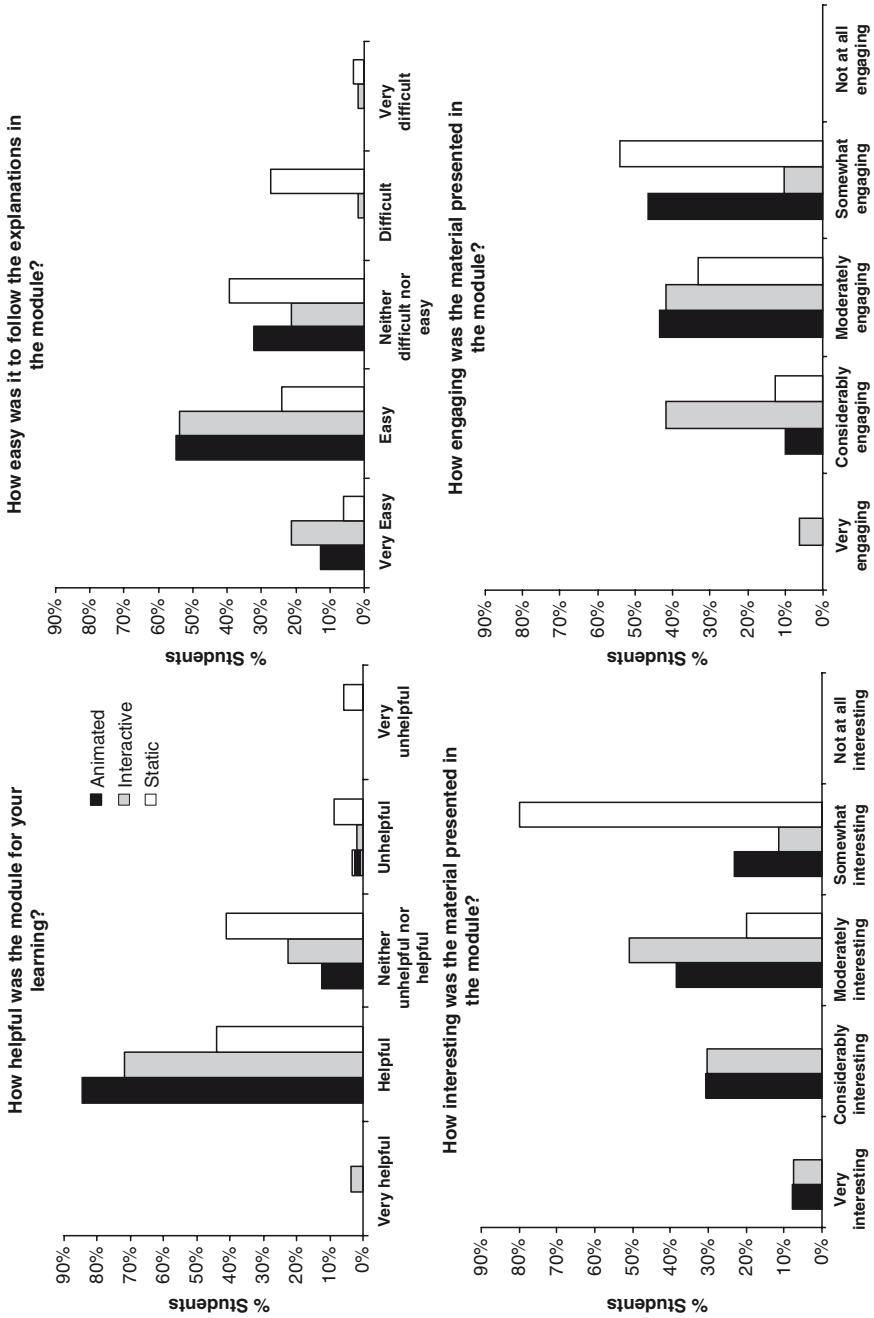 How helpful was the module for your
learning?
90%
80%
70%
60%
50%
40%
30%
20%
10%
0%
% Students
Animated
Interactive
Static
Very helpful
Helpful
Neither
unhelpful nor
helpful
Unhelpful
Very
unhelpful
How easy was it to follow the explanations in
the module?
90%
80%
70%
60%
50%
40%
30%
20%
10%
0%
% Students
Very Easy
Easy
Neither
difficult nor
easy
Difficult
Very
difficult
How interesting was the material presented in
the module?
90%
80%
70%
60%
50%
40%
30%
20%
10%
0%
% Students
Very
interesting
Considerably
interesting
Moderately
interesting
Somewhat
interesting
Not at all
interesting
How engaging was the material presented in
the module?
90%
80%
70%
60%
50%
40%
30%
20%
10%
0%
% Students
Very
engaging
Considerably
engaging
Moderately
engaging
Somewhat
engaging
Not at all
engaging